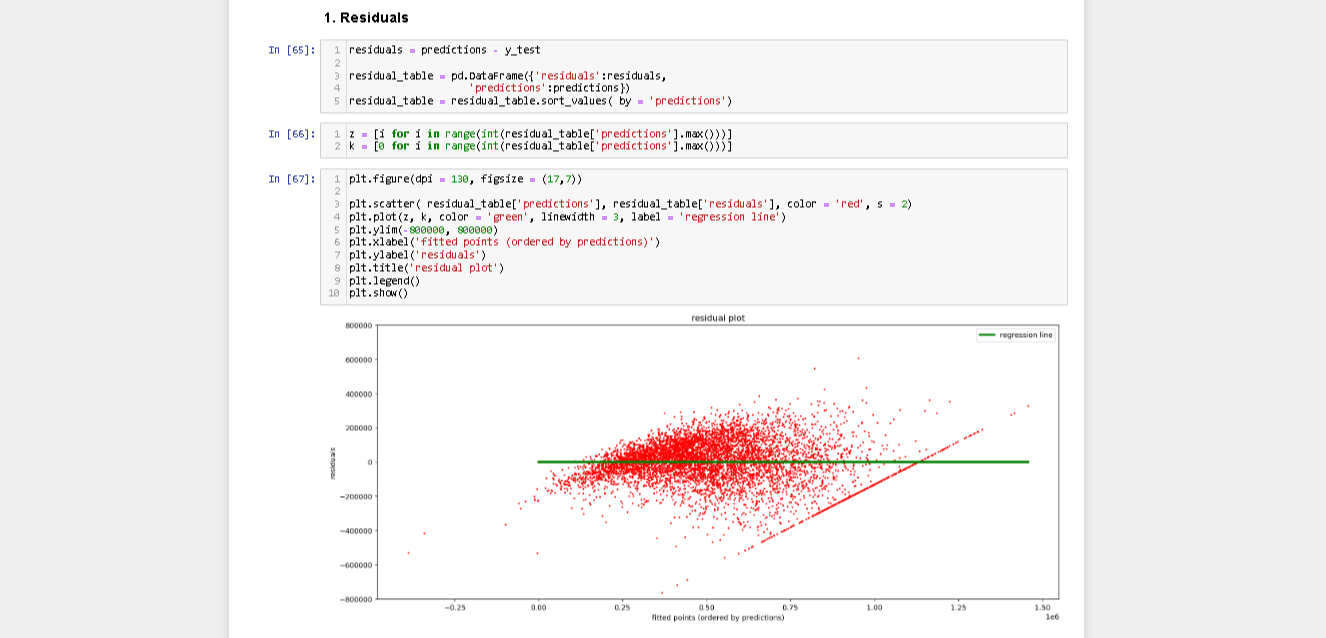 1. Residuals
In [65]:
1 residuals = predictions - y_test
2
3 residual_table = pd.DataFrame({'residuals':residuals,
4 'predictions':predictions})
5 residual_table = residual_table.sort_values( by = 'predictions')
In [66]:
1 z = [i for i in range(int(residual_table['predictions'].max()))]
2 k = [0 for i in range(int(residual_table['predictions'].max()))]
In [67]:
1 plt.figure(dpi = 130, figsize = (17,7))
2
3 plt.scatter( residual_table['predictions'], residual_table['residuals'], color = 'red', s = 2)
4 plt.plot(z, k, color = 'green', linewidth = 3, label = 'regression line')
5 plt.ylim(-800000, 800000)
6 plt.xlabel('fitted points (ordered by predictions)')
7 plt.ylabel('residuals')
8 plt.title('residual plot')
9 plt.legend()
10 plt.show()
residual plot
regression line
800000
600000
400000
200000
0
−200000
−400000
−600000
−800000
residuals
−0.25 0.00 0.25 0.50 0.75 1.00 1.25 1.50
1e6
fitted points (ordered by predictions)